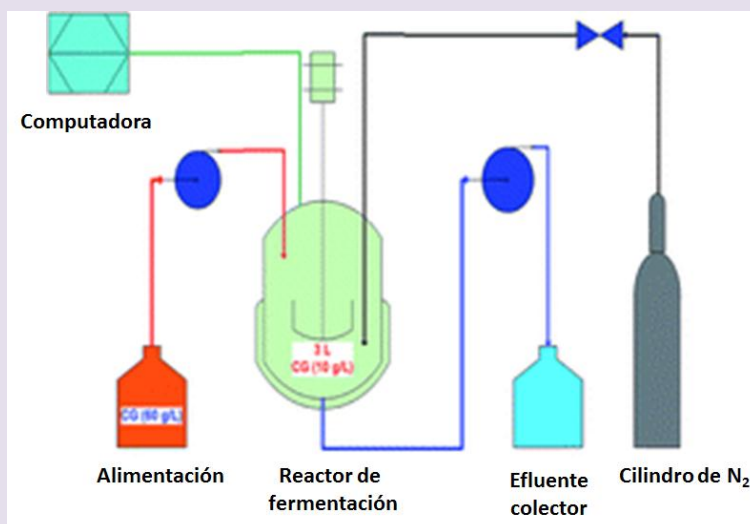 Computadora
3 L
CG (10 g/L)
CG (60 g/L)
Alimentación
Reactor de
fermentación
Efluente
colector
Cilindro de N₂